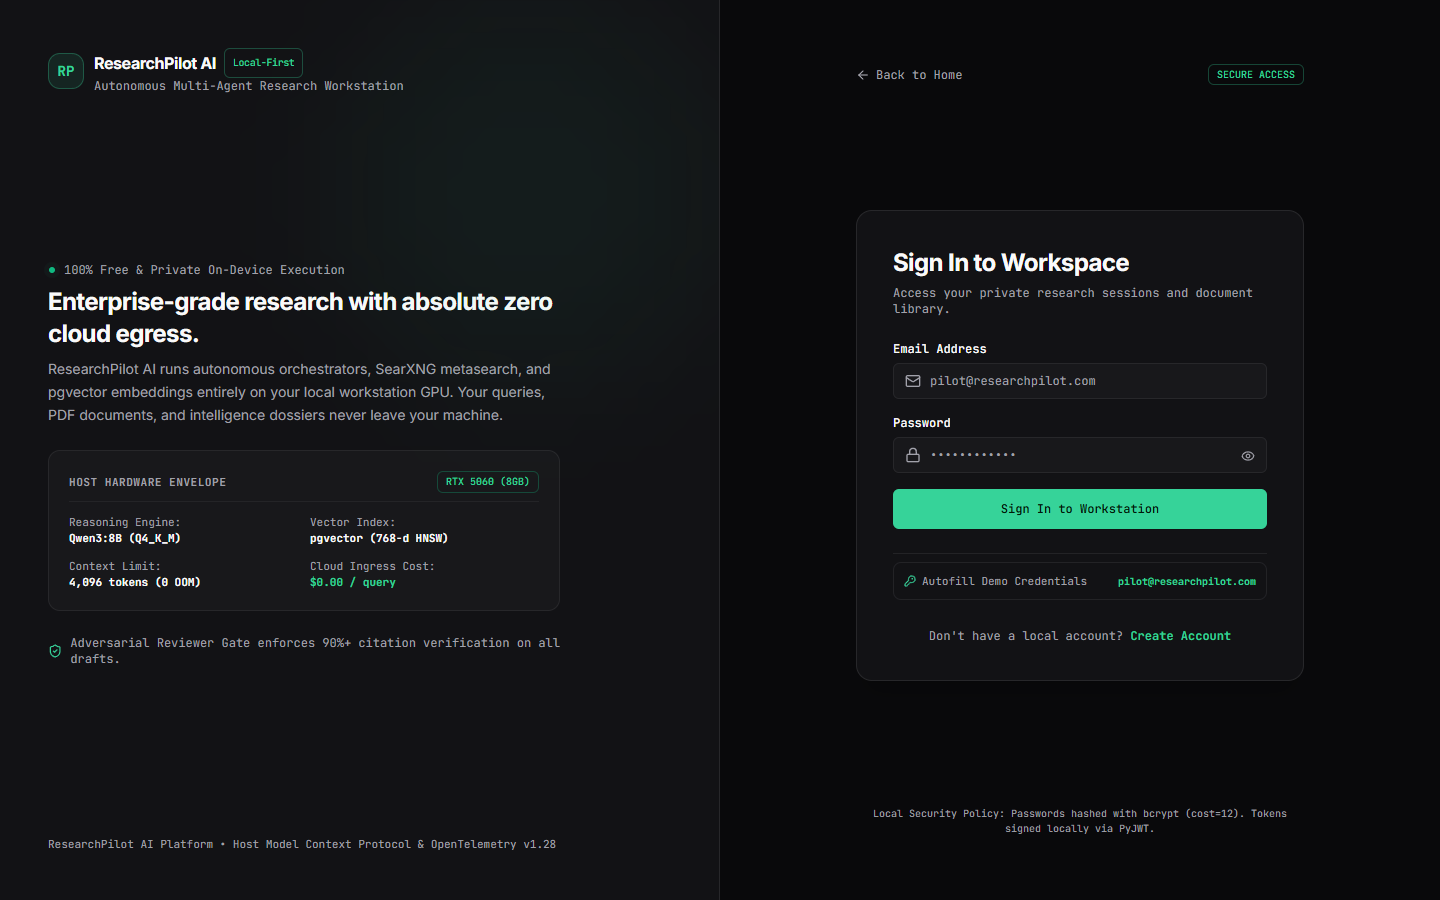 RP
ResearchPilot AI Local-First
Autonomous Multi-Agent Research Workstation
100% Free & Private On-Device Execution
Enterprise-grade research with absolute zero
cloud egress.
ResearchPilot AI runs autonomous orchestrators, SearXNG metasearch, and
pgvector embeddings entirely on your local workstation GPU. Your queries,
PDF documents, and intelligence dossiers never leave your machine.
HOST HARDWARE ENVELOPE RTX 5060 (8GB)
Reasoning Engine: Vector Index:
Qwen3:8B (Q4_K_M) pgvector (768-d HNSW)
Context Limit: Cloud Ingress Cost:
4,096 tokens (0 OOM) $0.00 / query
Adversarial Reviewer Gate enforces 90%+ citation verification on all
drafts.
ResearchPilot AI Platform • Host Model Context Protocol & OpenTelemetry v1.28
Back to Home SECURE ACCESS
Sign In to Workspace
Access your private research sessions and document
library.
Email Address
pilot@researchpilot.com
Password
••••••••••••
Sign In to Workstation
Autofill Demo Credentials pilot@researchpilot.com
Don't have a local account? Create Account
Local Security Policy: Passwords hashed with bcrypt (cost=12). Tokens
signed locally via PyJWT.